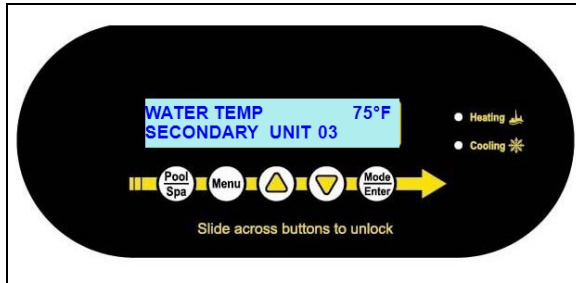 WATER TEMP 75°F
SECONDARY UNIT 03
Heating
Cooling
Pool
Spa
Menu
Mode
Enter
Slide across buttons to unlock